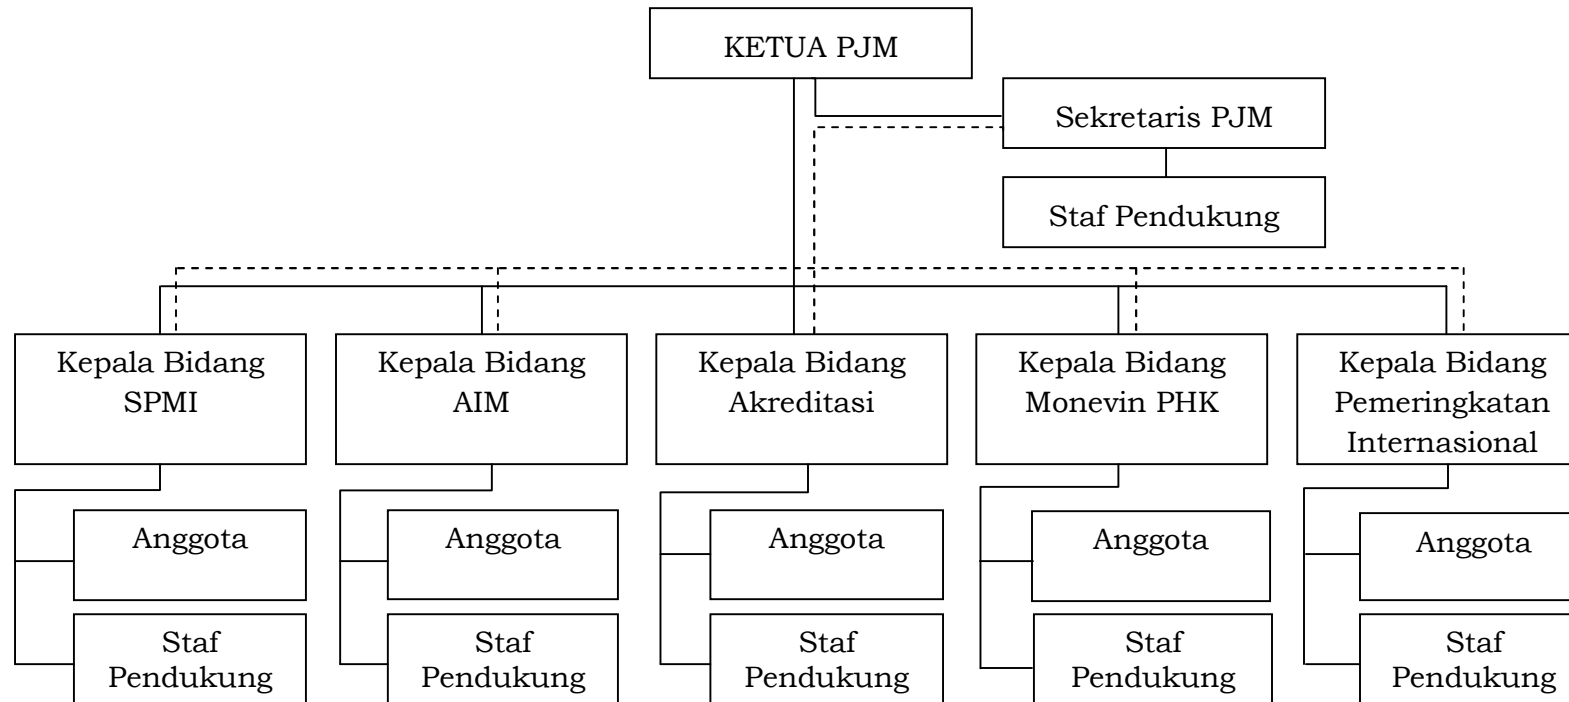 KETUA PJM
Sekretaris PJM
Staf Pendukung
Kepala Bidang
SPMI
Kepala Bidang
AIM
Kepala Bidang
Akreditasi
Kepala Bidang
Monevin PHK
Kepala Bidang
Pemeringkatan
Internasional
Anggota
Anggota
Anggota
Anggota
Anggota
Staf
Pendukung
Staf
Pendukung
Staf
Pendukung
Staf
Pendukung
Staf
Pendukung